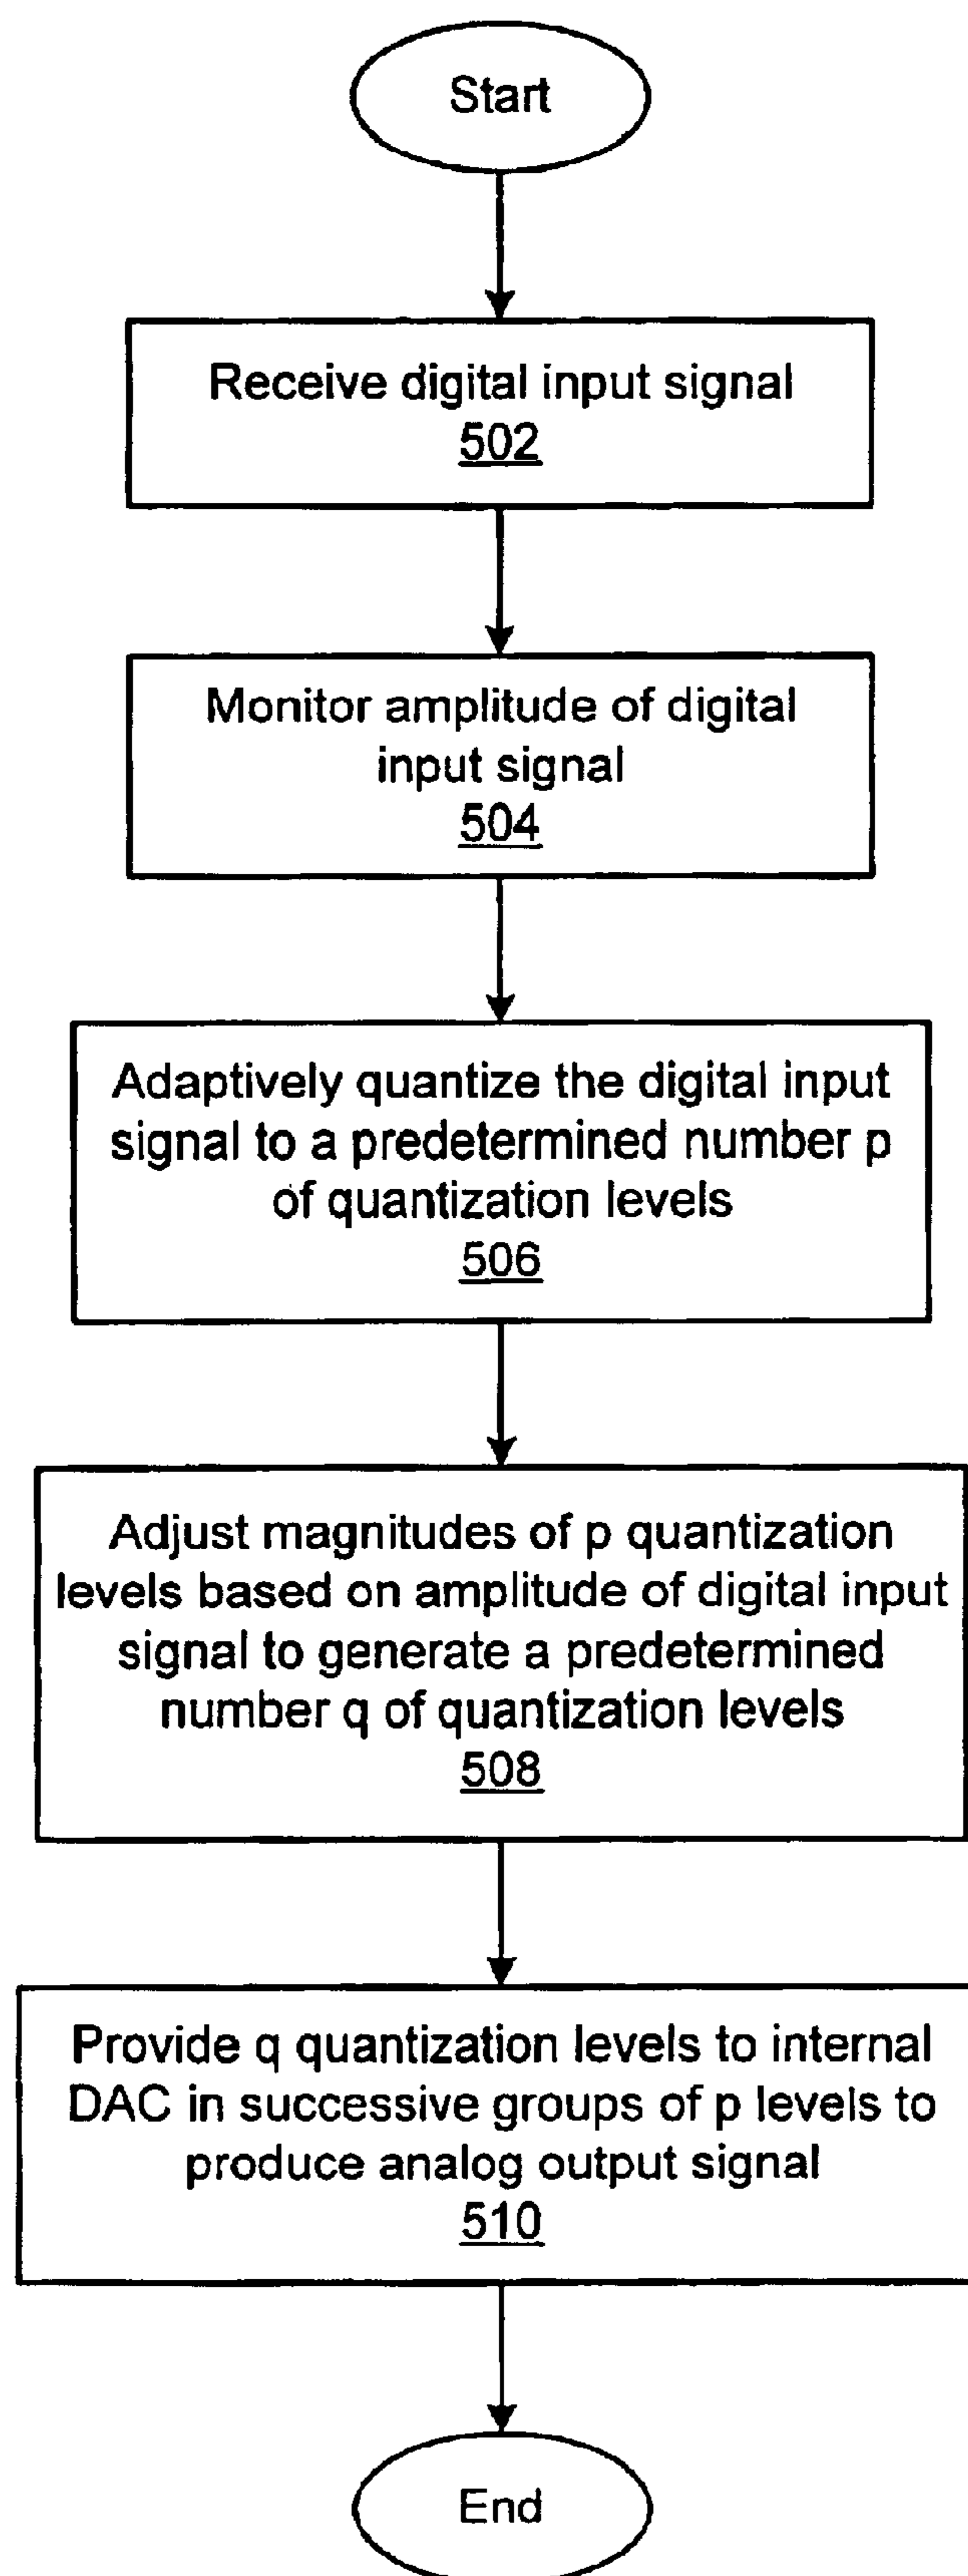 Start
Receive digital input signal
502
Monitor amplitude of digital
input signal
504
Adaptively quantize the digital input
signal to a predetermined number p
of quantization levels
506
Adjust magnitudes of p quantization
levels based on amplitude of digital input
signal to generate a predetermined
number q of quantization levels
508
Provide q quantization levels to internal
DAC in successive groups of p levels to
produce analog output signal
510
End